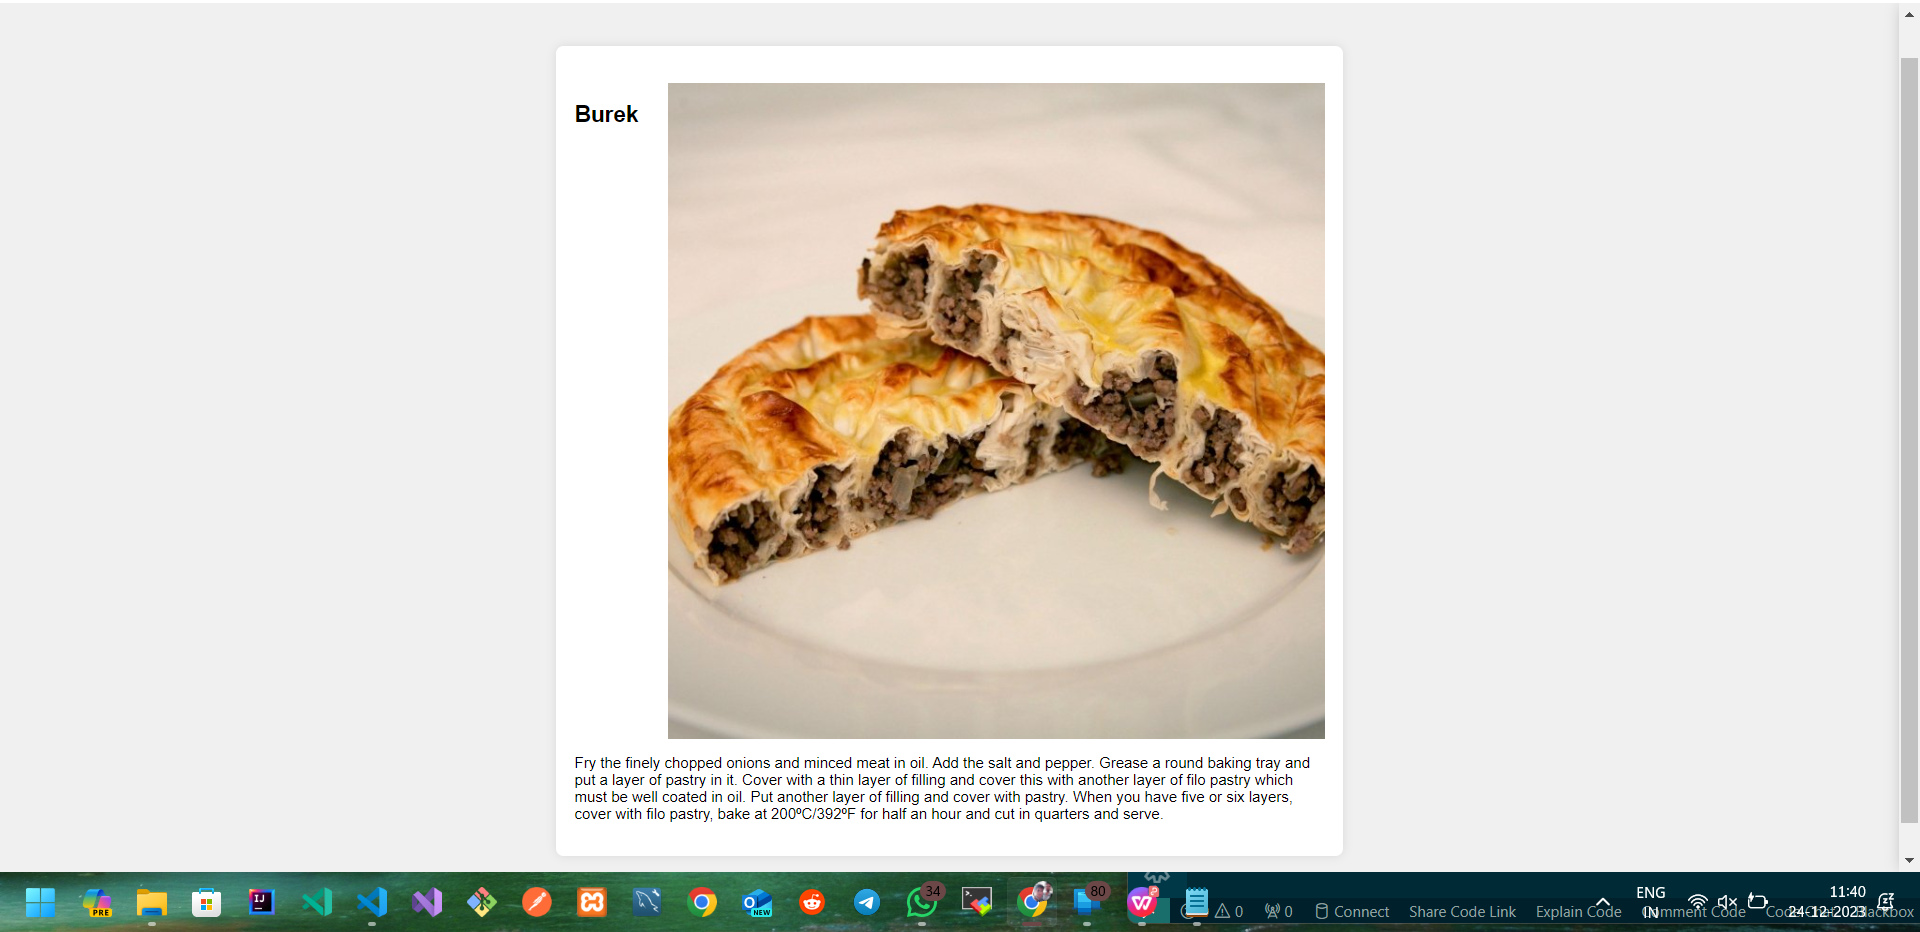 Burek
Fry the finely chopped onions and minced meat in oil. Add the salt and pepper. Grease a round baking tray and
put a layer of pastry in it. Cover with a thin layer of filling and cover this with another layer of filo pastry which
must be well coated in oil. Put another layer of filling and cover with pastry. When you have five or six layers,
cover with filo pastry, bake at 200ºC/392ºF for half an hour and cut in quarters and serve.
PRE
IJ
NEW
34
80
0
0
Connect
Share Code Link
Explain Code
Comment Code
Blackbox
ENG
IN
11:40
24-12-2023